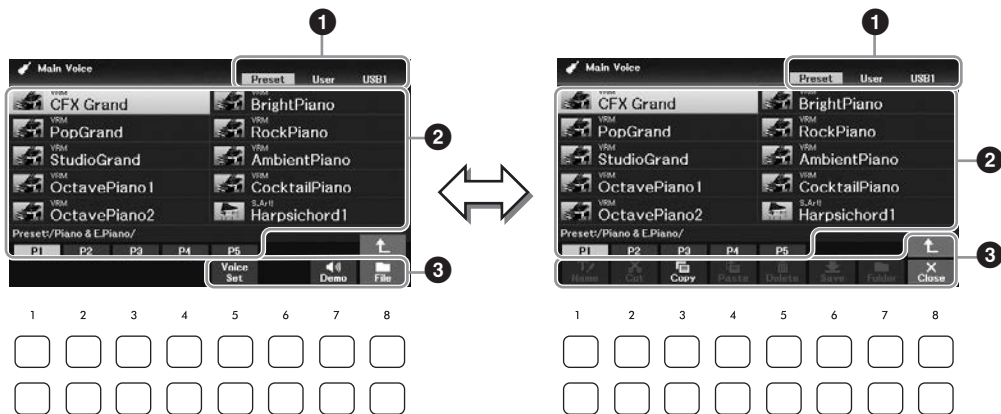 1
Main Voice
Preset User USB1
VRM CFX Grand
VRM BrightPiano
VRM PopGrand
VRM RockPiano
VRM StudioGrand
VRM AmbientPiano
VRM OctavePiano1
VRM CocktailPiano
VRM OctavePiano2
S.Art! Harpsichord1
2
Preset:/Piano & E.Piano/
P1 P2 P3 P4 P5
Voice Set
Demo
File
3
1 2 3 4 5 6 7 8
1
Main Voice
Preset User USB1
VRM CFX Grand
VRM BrightPiano
VRM PopGrand
VRM RockPiano
VRM StudioGrand
VRM AmbientPiano
VRM OctavePiano1
VRM CocktailPiano
VRM OctavePiano2
S.Art! Harpsichord1
2
Preset:/Piano & E.Piano/
P1 P2 P3 P4 P5
Name Cut Copy Paste Delete Save Folder Close
3
1 2 3 4 5 6 7 8